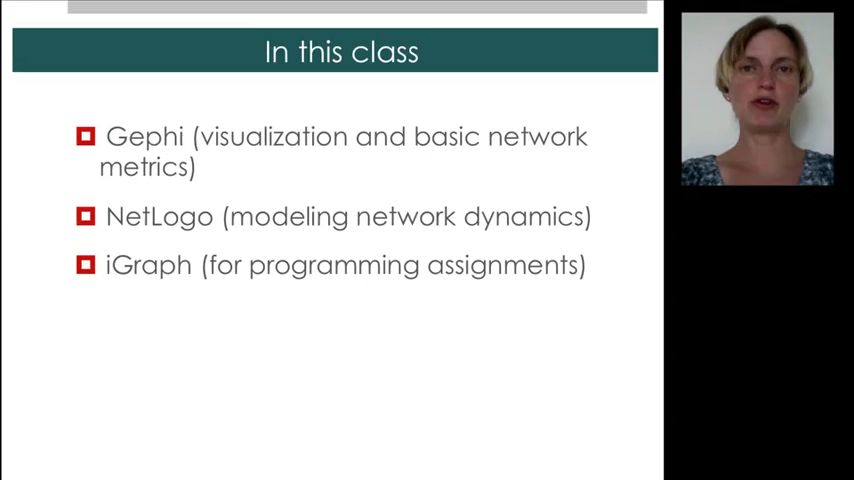 In this class
Gephi (visualization and basic network
metrics)
NetLogo (modeling network dynamics)
iGraph (for programming assignments)